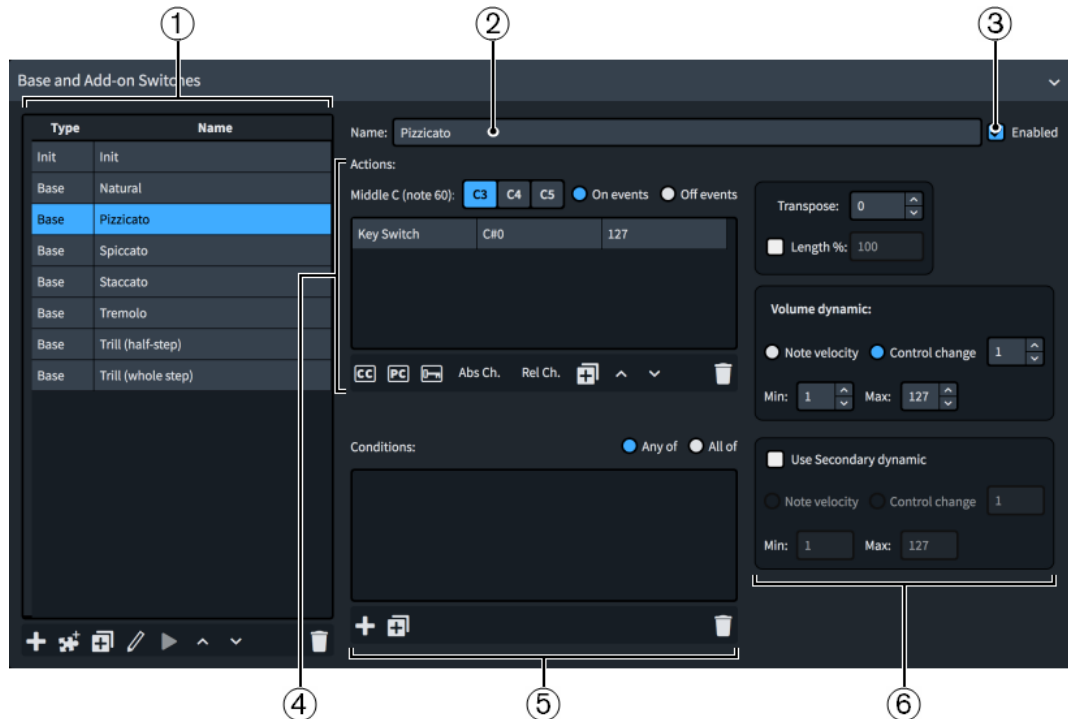 ① ② ③
Base and Add-on Switches
Type Name
Init Init
Base Natural
Base Pizzicato
Base Spiccato
Base Staccato
Base Tremolo
Base Trill (half-step)
Base Trill (whole step)
Name: Pizzicato Enabled
Actions:
Middle C (note 60): C3 C4 C5 On events Off events
Key Switch C#0 127
CC PC Abs Ch. Rel Ch.
Conditions: Any of All of
Transpose: 0
Length %: 100
Volume dynamic:
Note velocity Control change 1
Min: 1 Max: 127
Use Secondary dynamic
Note velocity Control change 1
Min: 1 Max: 127
④ ⑤ ⑥